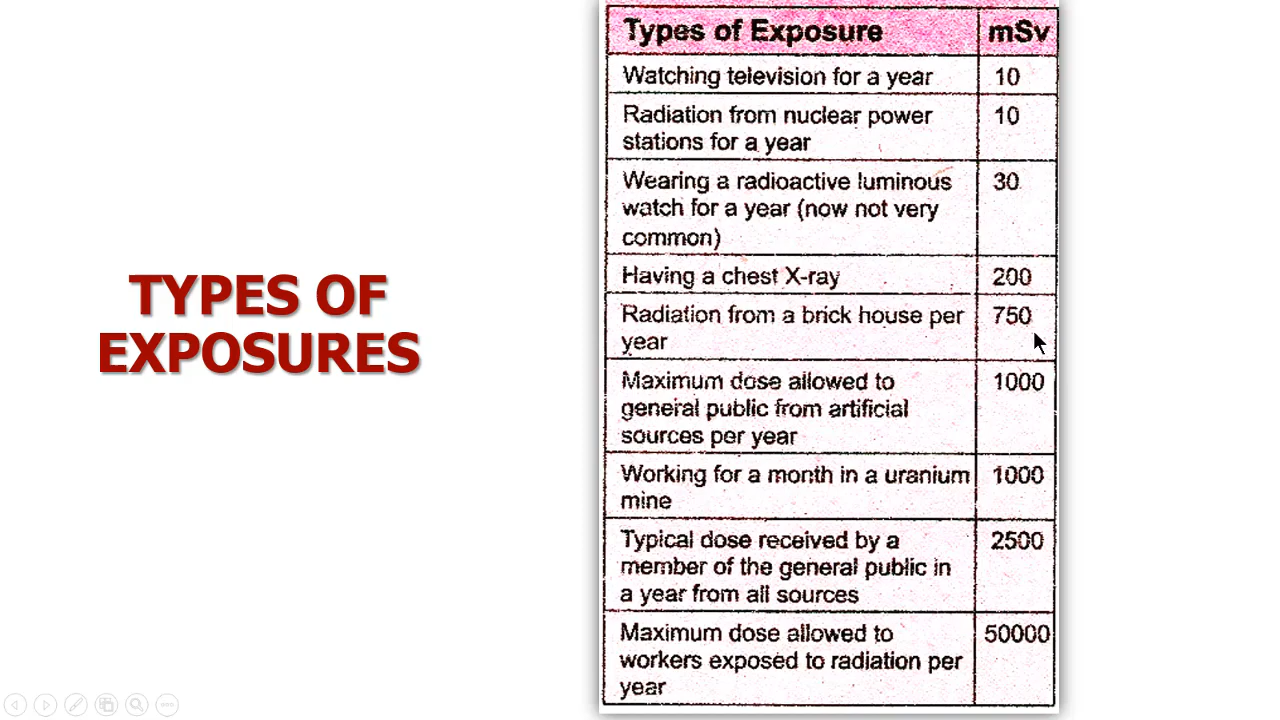 TYPES OF
EXPOSURES
Types of Exposure mSv
Watching television for a year 10
Radiation from nuclear power 10
stations for a year
Wearing a radioactive luminous 30
watch for a year (now not very
common)
Having a chest X-ray 200
Radiation from a brick house per 750
year
Maximum dose allowed to 1000
general public from artificial
sources per year
Working for a month in a uranium 1000
mine
Typical dose received by a 2500
member of the general public in
a year from all sources
Maximum dose allowed to 50000
workers exposed to radiation per
year